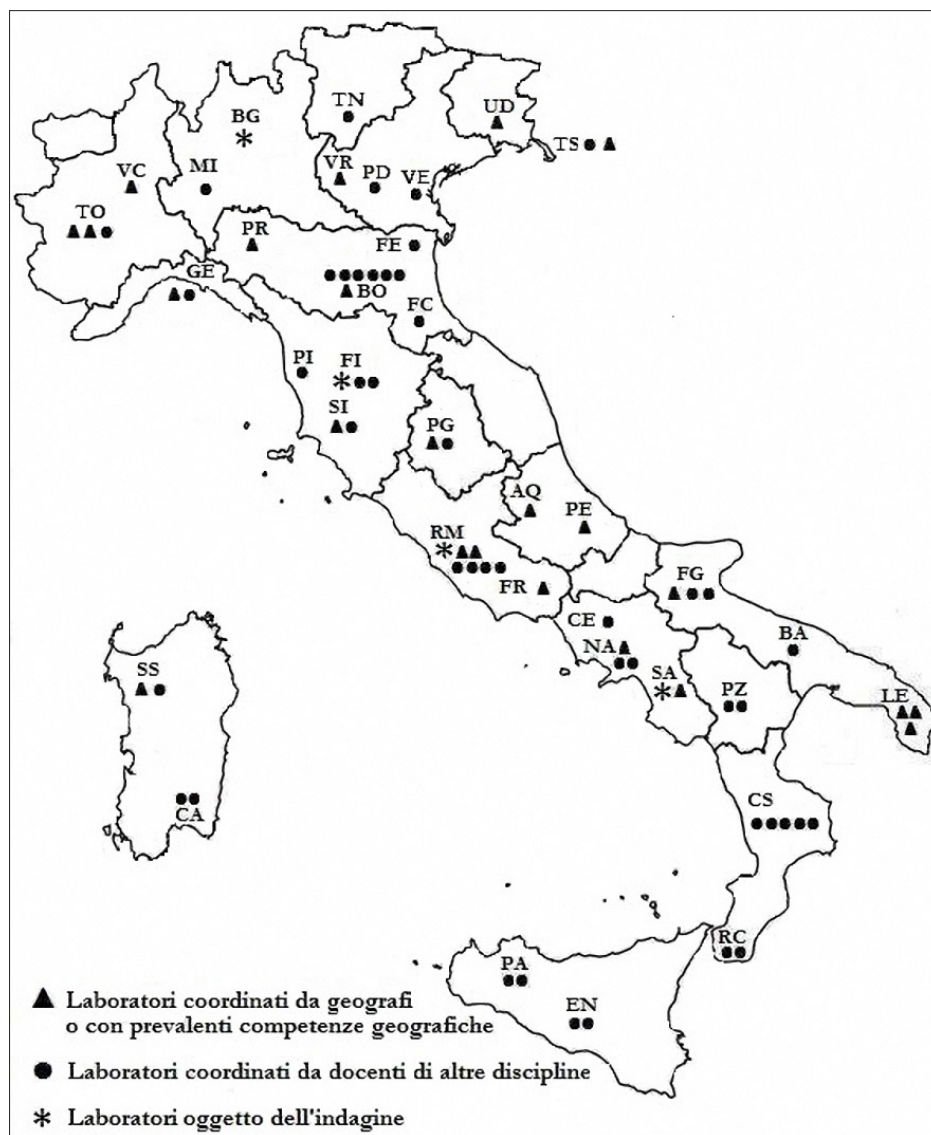 TN
UD
BG
TS
VC
MI
VR
PD
VE
TO
PR
FE
GE
BO
FC
PI
FI
SI
PG
AQ
PE
RM
FR
FG
CE
BA
NA
SS
SA
PZ
LE
CA
CS
RC
PA
EN
Laboratori coordinati da geografi
o con prevalenti competenze geografiche
Laboratori coordinati da docenti di altre discipline
Laboratori oggetto dell'indagine